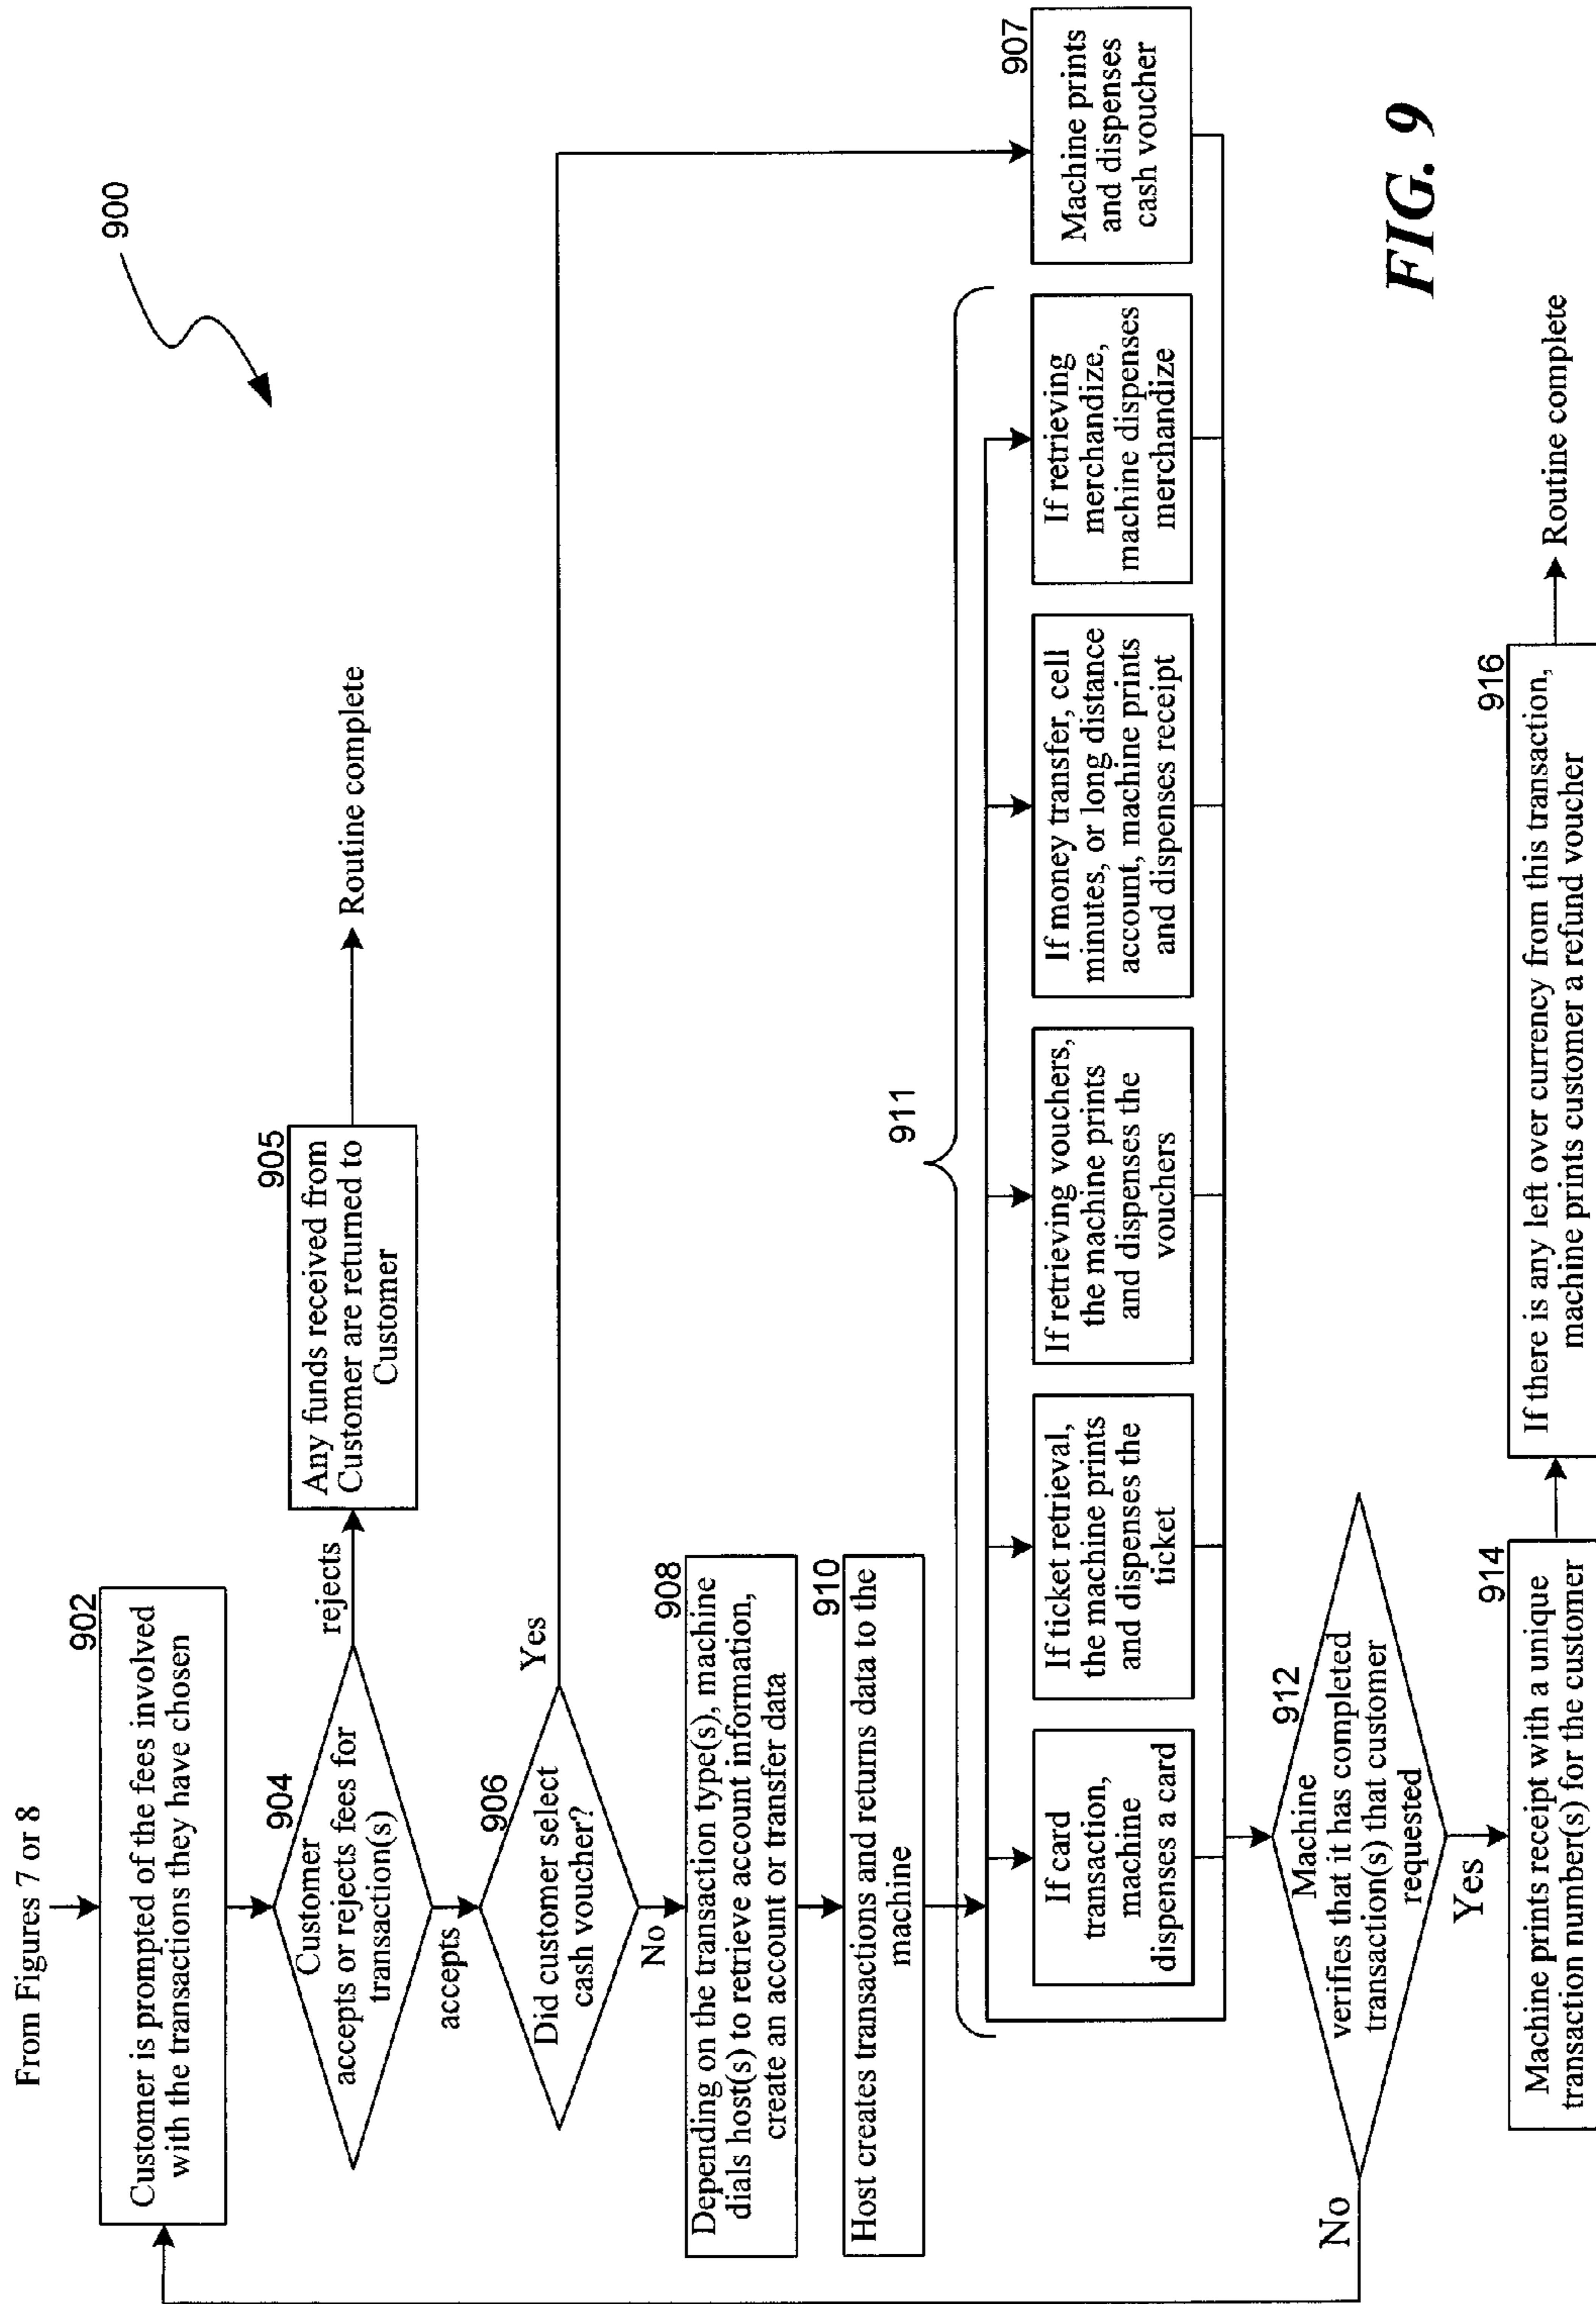 900
From Figures 7 or 8
902
Customer is prompted of the fees involved
with the transactions they have chosen
904
Customer
accepts or rejects fees for
transaction(s)
rejects
905
Any funds received from
Customer are returned to
Customer
Routine complete
accepts
906
Did customer select
cash voucher?
Yes
No
908
Depending on the transaction type(s), machine
dials host(s) to retrieve account information,
create an account or transfer data
910
Host creates transactions and returns data to the
machine
911
If card
transaction,
machine
dispenses a card
If ticket retrieval,
the machine prints
and dispenses the
ticket
If retrieving vouchers,
the machine prints
and dispenses the
vouchers
If money transfer, cell
minutes, or long distance
account, machine prints
and dispenses receipt
If retrieving
merchandize,
machine dispenses
merchandize
907
Machine prints
and dispenses
cash voucher
912
Machine
verifies that it has completed
transaction(s) that customer
requested
No
Yes
914
Machine prints receipt with a unique
transaction number(s) for the customer
916
If there is any left over currency from this transaction,
machine prints customer a refund voucher
Routine complete
FIG. 9